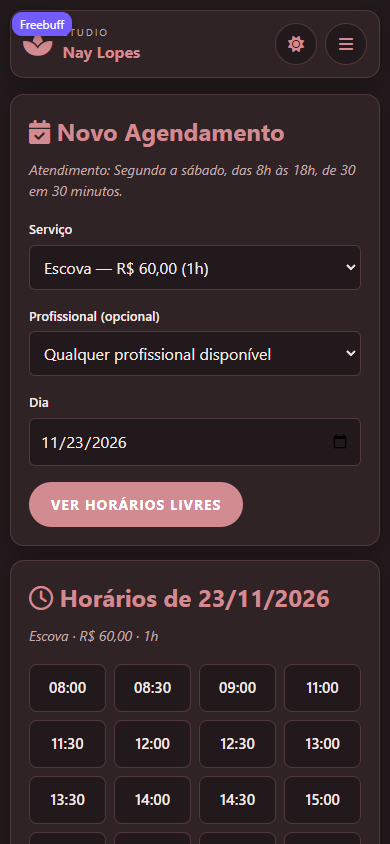 Freebuff
TUDIO
Nay Lopes
Novo Agendamento
Atendimento: Segunda a sábado, das 8h às 18h, de 30
em 30 minutos.
Serviço
Escova — R$ 60,00 (1h)
Profissional (opcional)
Qualquer profissional disponível
Dia
11/23/2026
VER HORÁRIOS LIVRES
Horários de 23/11/2026
Escova · R$ 60,00 · 1h
08:00 08:30 09:00 11:00
11:30 12:00 12:30 13:00
13:30 14:00 14:30 15:00